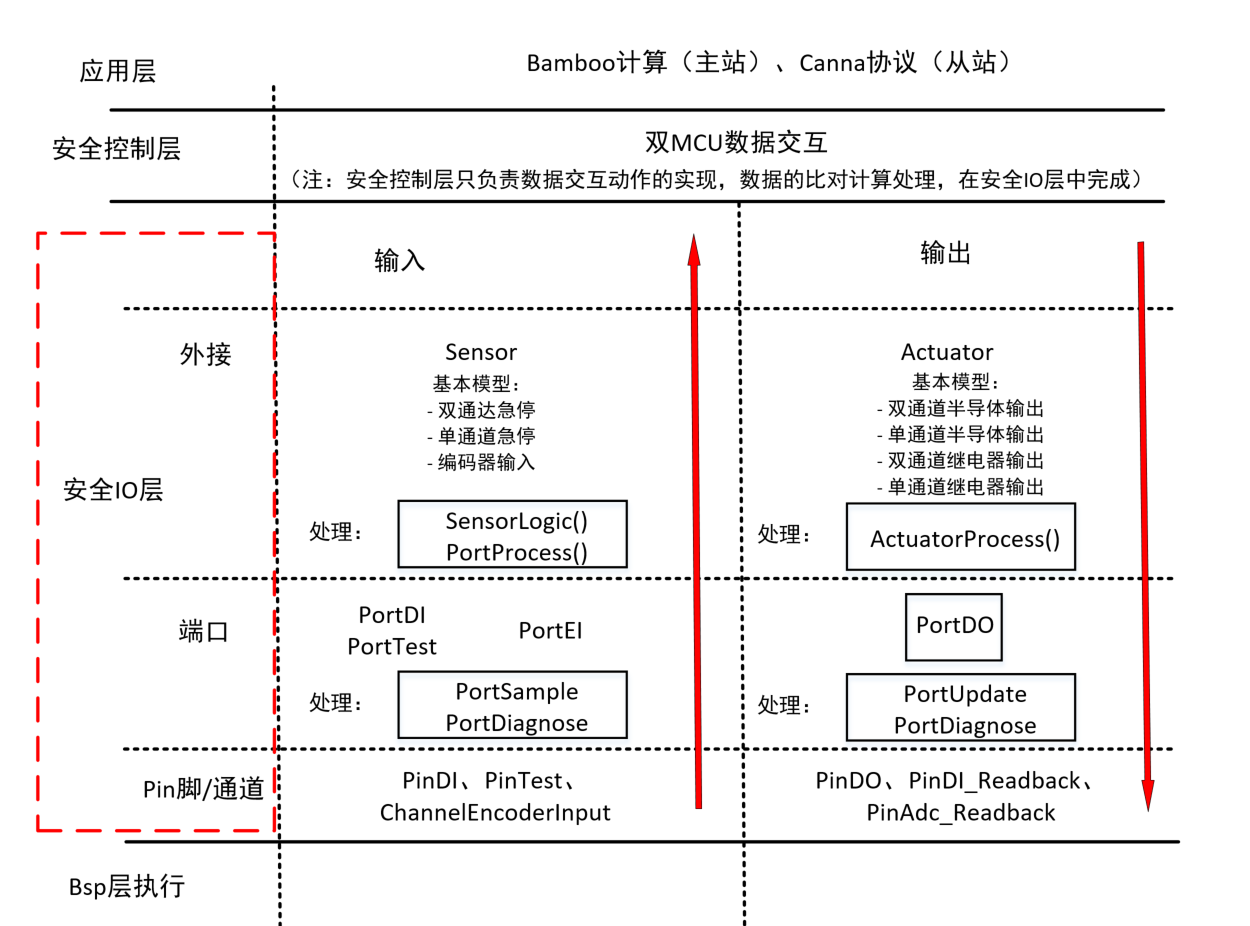 应用层
Bamboo计算（主站）、Canna协议（从站）
安全控制层
双MCU数据交互
（注：安全控制层只负责数据交互动作的实现，数据的比对计算处理，在安全IO层中完成）
输入
输出
外接
Sensor
基本模型：
- 双通达急停
- 单通道急停
- 编码器输入
Actuator
基本模型：
- 双通道半导体输出
- 单通道半导体输出
- 双通道继电器输出
- 单通道继电器输出
安全IO层
处理：
SensorLogic()
PortProcess()
处理：
ActuatorProcess()
端口
PortDI
PortTest
PortEI
PortDO
处理：
PortSample
PortDiagnose
处理：
PortUpdate
PortDiagnose
Pin脚/通道
PinDI、PinTest、
ChannelEncoderInput
PinDO、PinDI_Readback、
PinAdc_Readback
Bsp层执行